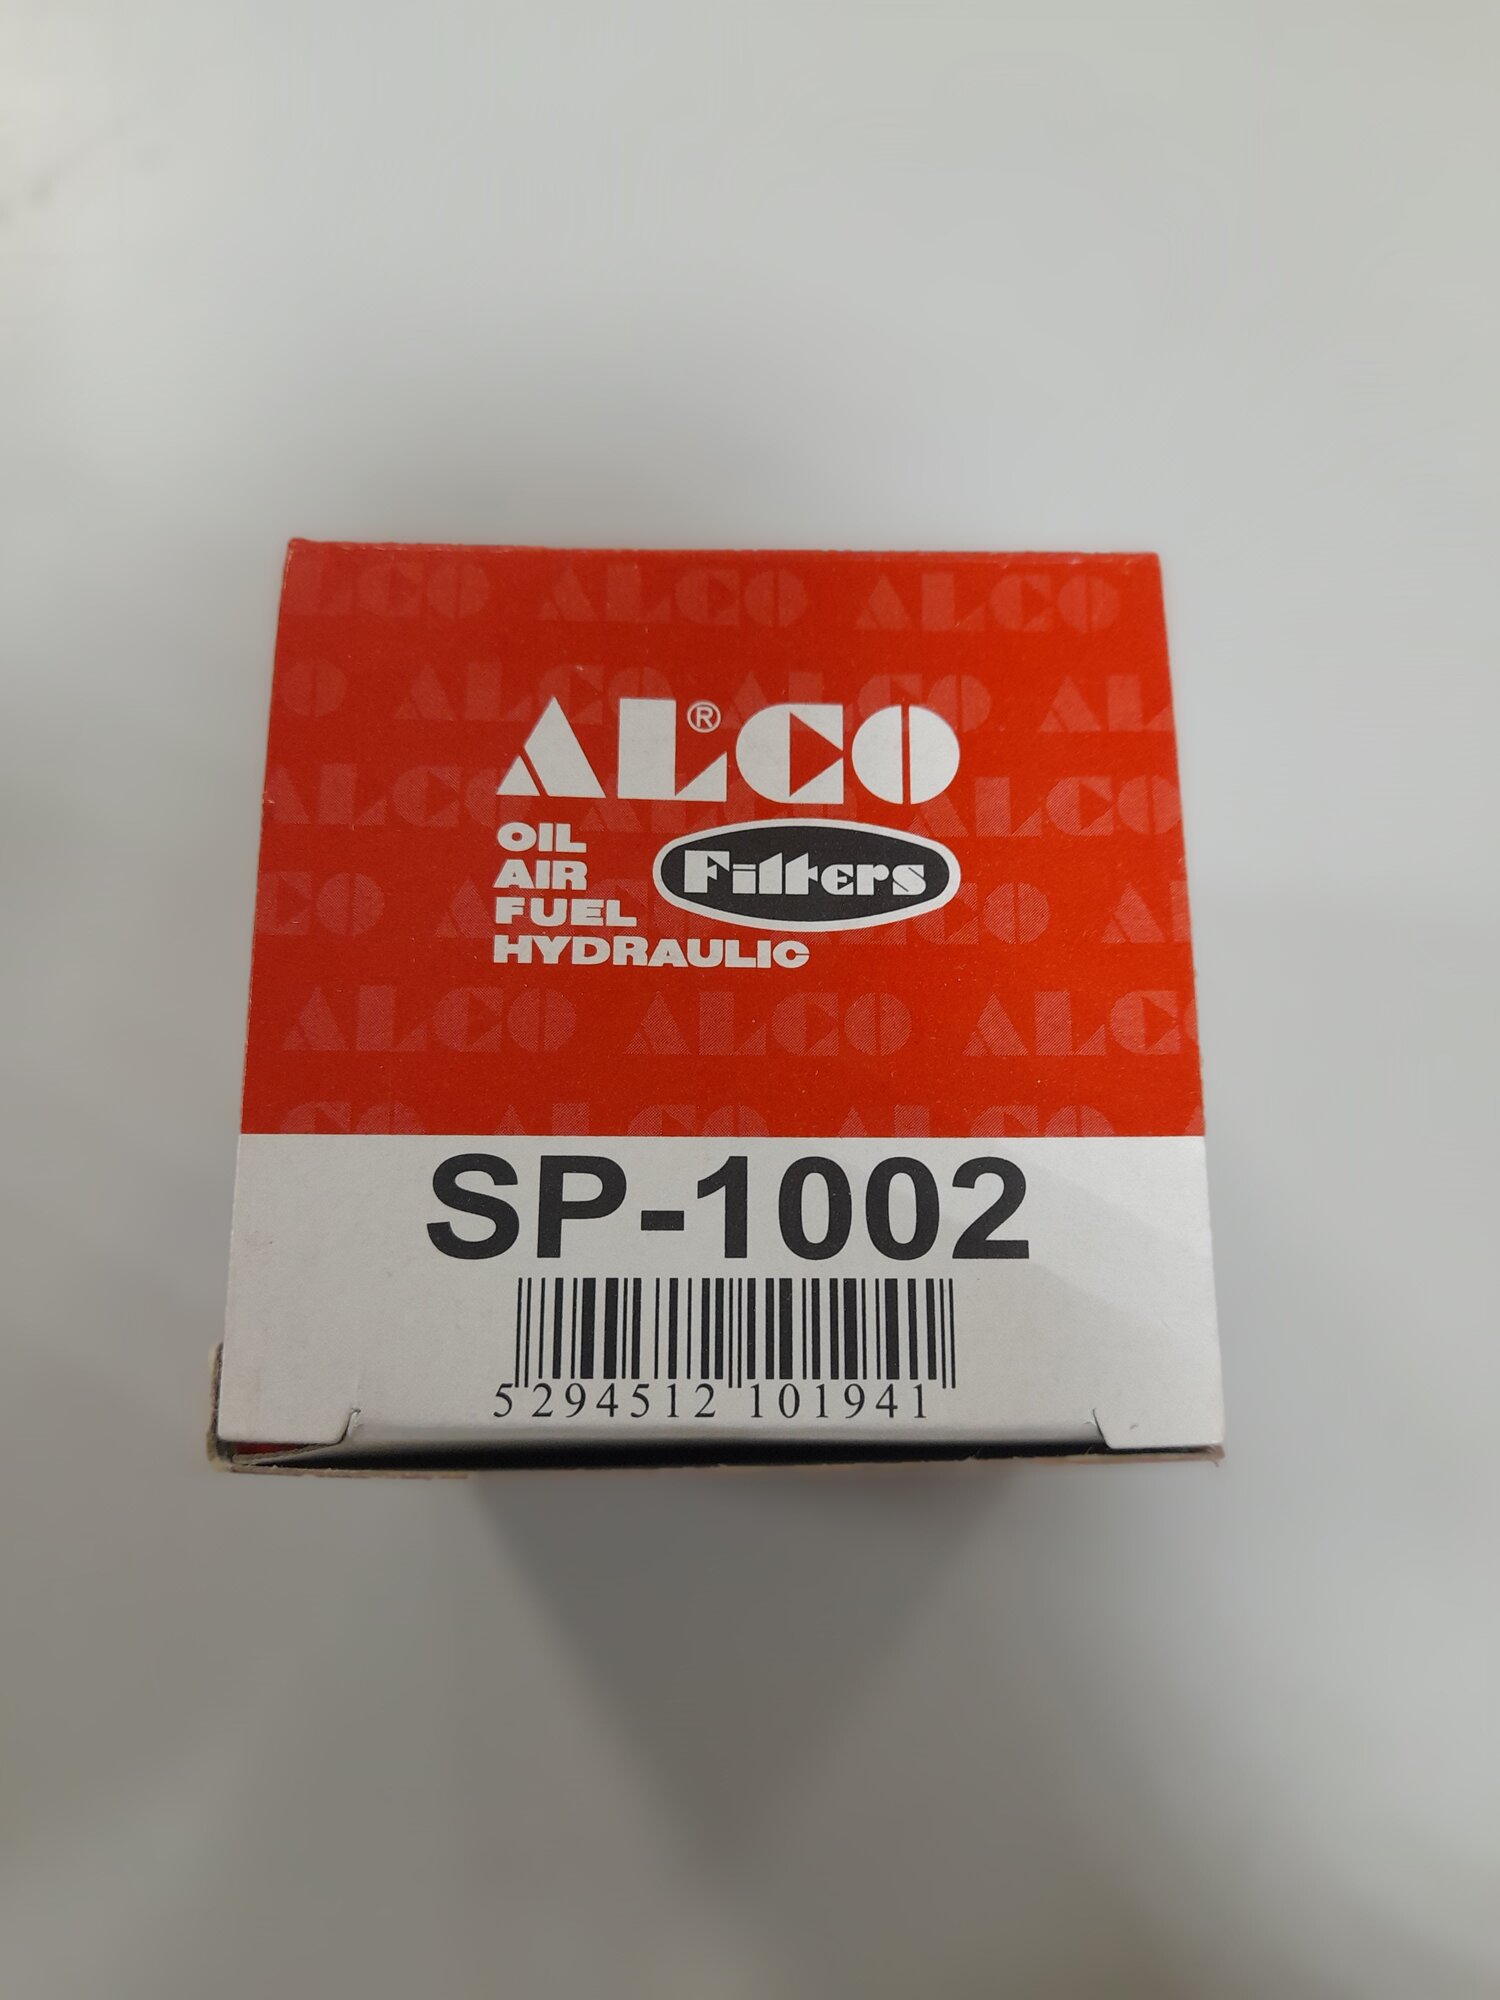 ALCO®
OIL
AIR
FUEL
HYDRAULIC
Filters
SP-1002
5 294512 101941